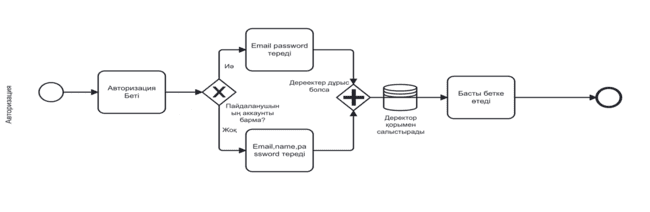 Авторизация
Авторизация
Беті
Иә
Пайдаланушын
ың аккаунты
барма?
Жоқ
Email password
тереді
Email,name,pa
ssword тереді
Дереектер дұрыс
болса
Деректор
қорымен
салыстырады
Басты бетке
өтеді